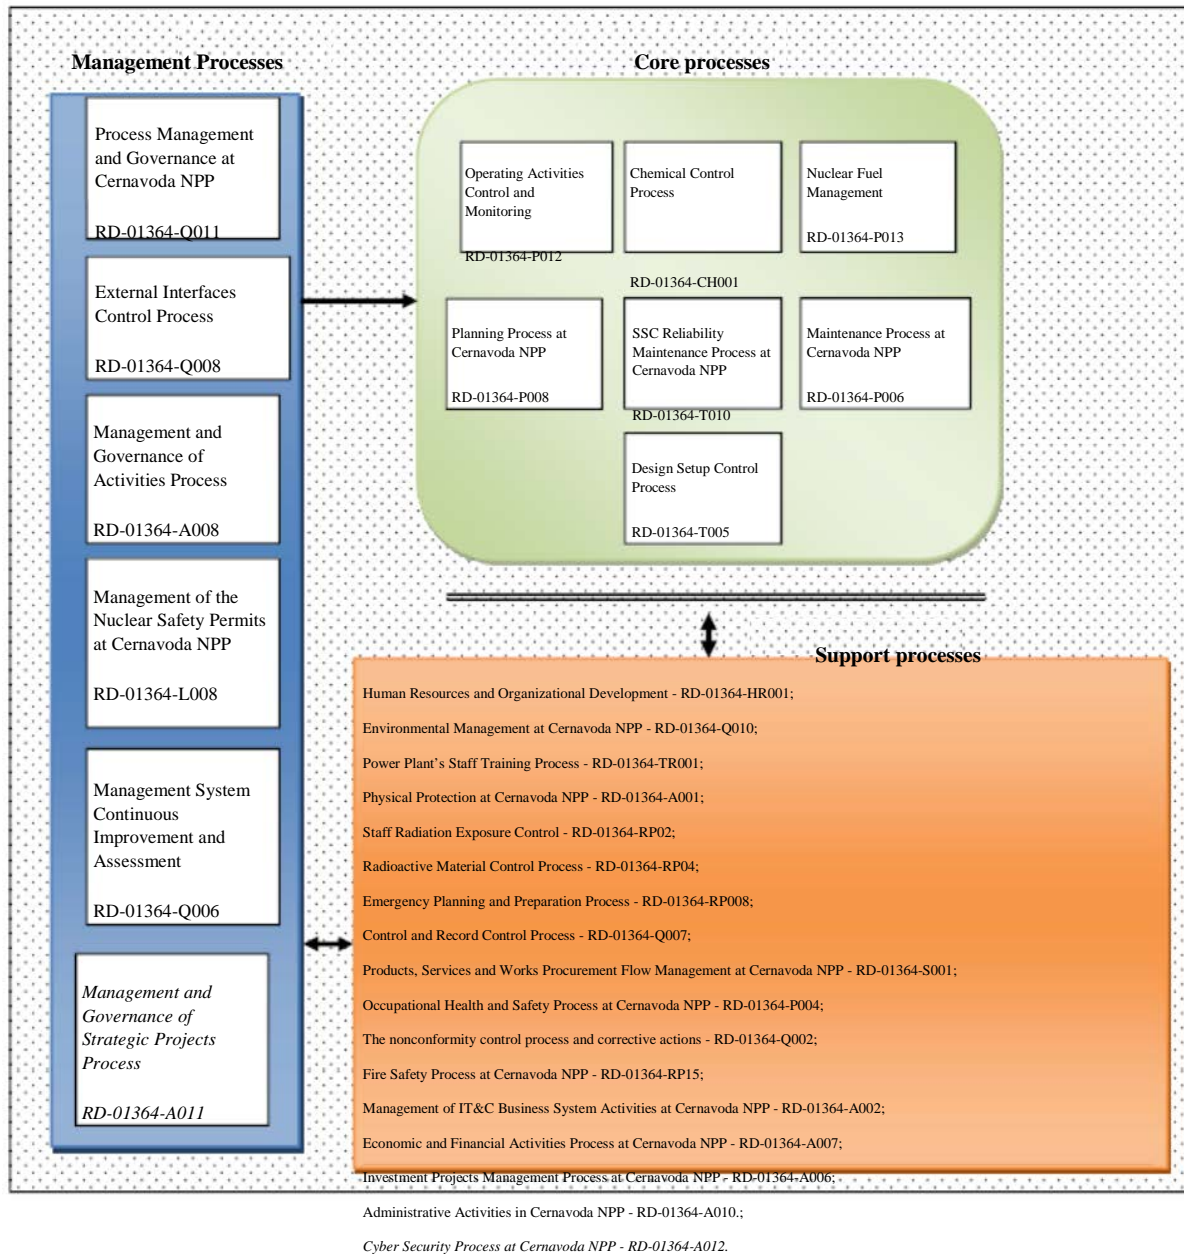 Management Processes
Process Management
and Governance at
Cernavoda NPP
RD-01364-Q011
External Interfaces
Control Process
RD-01364-Q008
Management and
Governance of
Activities Process
RD-01364-A008
Management of the
Nuclear Safety Permits
at Cernavoda NPP
RD-01364-L008
Management System
Continuous
Improvement and
Assessment
RD-01364-Q006
Management and
Governance of
Strategic Projects
Process
RD-01364-A011
Core processes
Operating Activities
Control and
Monitoring
RD-01364-P012
Chemical Control
Process
RD-01364-CH001
Nuclear Fuel
Management
RD-01364-P013
Planning Process at
Cernavoda NPP
RD-01364-P008
SSC Reliability
Maintenance Process at
Cernavoda NPP
RD-01364-T010
Maintenance Process at
Cernavoda NPP
RD-01364-P006
Design Setup Control
Process
RD-01364-T005
Support processes
Human Resources and Organizational Development - RD-01364-HR001;
Environmental Management at Cernavoda NPP - RD-01364-Q010;
Power Plant’s Staff Training Process - RD-01364-TR001;
Physical Protection at Cernavoda NPP - RD-01364-A001;
Staff Radiation Exposure Control - RD-01364-RP02;
Radioactive Material Control Process - RD-01364-RP04;
Emergency Planning and Preparation Process - RD-01364-RP008;
Control and Record Control Process - RD-01364-Q007;
Products, Services and Works Procurement Flow Management at Cernavoda NPP - RD-01364-S001;
Occupational Health and Safety Process at Cernavoda NPP - RD-01364-P004;
The nonconformity control process and corrective actions - RD-01364-Q002;
Fire Safety Process at Cernavoda NPP - RD-01364-RP15;
Management of IT&C Business System Activities at Cernavoda NPP - RD-01364-A002;
Economic and Financial Activities Process at Cernavoda NPP - RD-01364-A007;
Investment Projects Management Process at Cernavoda NPP - RD-01364-A006;
Administrative Activities in Cernavoda NPP - RD-01364-A010.;
Cyber Security Process at Cernavoda NPP - RD-01364-A012.